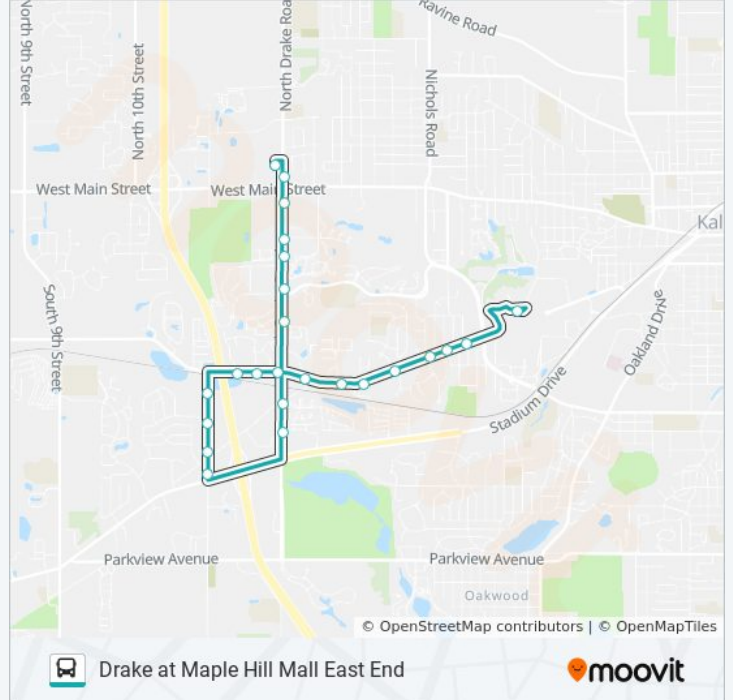 North 9th Street
North 10th Street
North Drake Roa
Ravine Road
Nichols Road
West Main Street
West Main Street
Kal
South 9th Street
Oakland Drive
Stadium Drive
Parkview Avenue
Parkview Avenue
Oakwood
© OpenStreetMap contributors | © OpenMapTiles
Drake at Maple Hill Mall East End
moovit